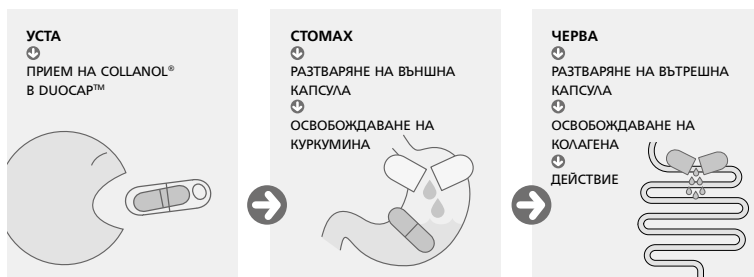 УСТА
ПРИЕМ НА COLLANOL®
В DUOCAP™
СТОМАХ
РАЗТВАРЯНЕ НА ВЪНШНА
КАПСУЛА
ОСВОБОЖДАВАНЕ НА
КУРКУМИНА
ЧЕРВА
РАЗТВАРЯНЕ НА ВЪТРЕШНА
КАПСУЛА
ОСВОБОЖДАВАНЕ НА
КОЛАГЕНА
ДЕЙСТВИЕ